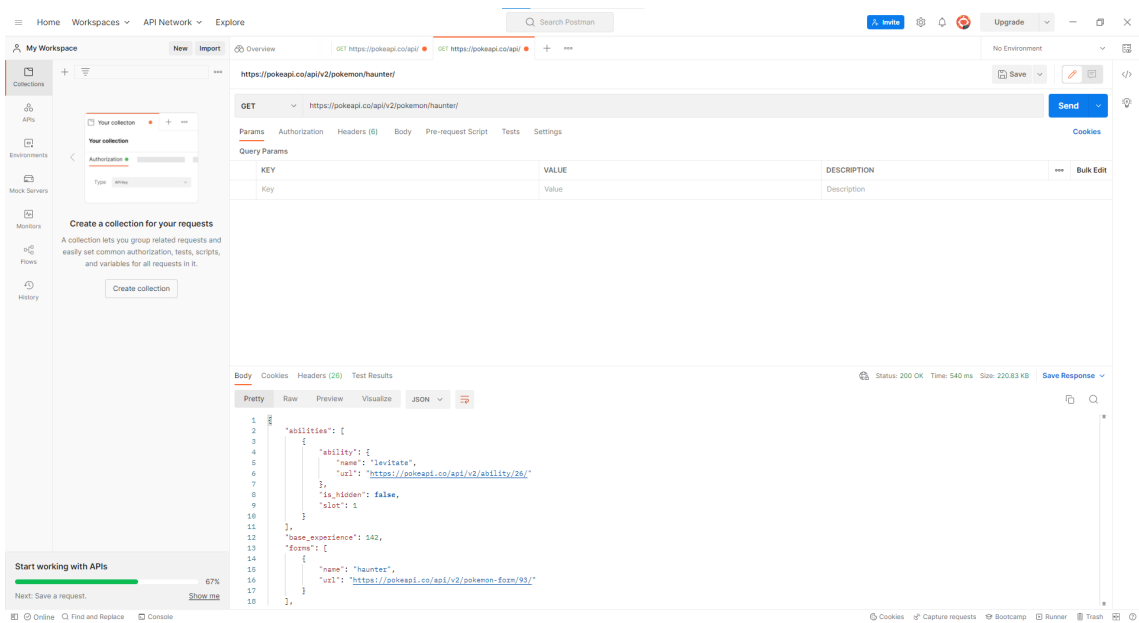 Home Workspaces API Network Explore Search Postman Invite Upgrade
My Workspace New Import Overview GET https://pokeapi.co/api/ GET https://pokeapi.co/api/ No Environment
Collections
APIs
Environments
Mock Servers
Monitors
Flows
History
Your collecton
Your collection
Authorization
Type
Create a collection for your requests
A collection lets you group related requests and
easily set common authorization, tests, scripts,
and variables for all requests in it.
Create collection
Start working with APIs
67%
Next: Save a request. Show me
https://pokeapi.co/api/v2/pokemon/haunter/ Save
GET https://pokeapi.co/api/v2/pokemon/haunter/ Send
Params Authorization Headers (6) Body Pre-request Script Tests Settings Cookies
Query Params
KEY VALUE DESCRIPTION Bulk Edit
Key Value Description
Body Cookies Headers (26) Test Results Status: 200 OK Time: 540 ms Size: 220.83 KB Save Response
Pretty Raw Preview Visualize JSON
1 {
2 "abilities": [
3 {
4 "ability": {
5 "name": "levitate",
6 "url": "https://pokeapi.co/api/v2/ability/26/"
7 },
8 "is_hidden": false,
9 "slot": 1
10 }
11 ],
12 "base_experience": 142,
13 "forms": [
14 {
15 "name": "haunter",
16 "url": "https://pokeapi.co/api/v2/pokemon-form/93/"
17 }
18 ],
Online Find and Replace Console Cookies Capture requests Bootcamp Runner Trash